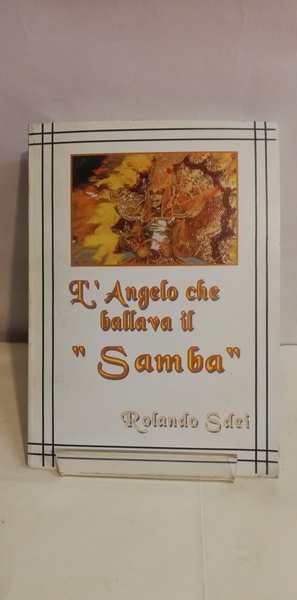 L'Angelo che
ballava il
"Samba"
Rolando Sdei